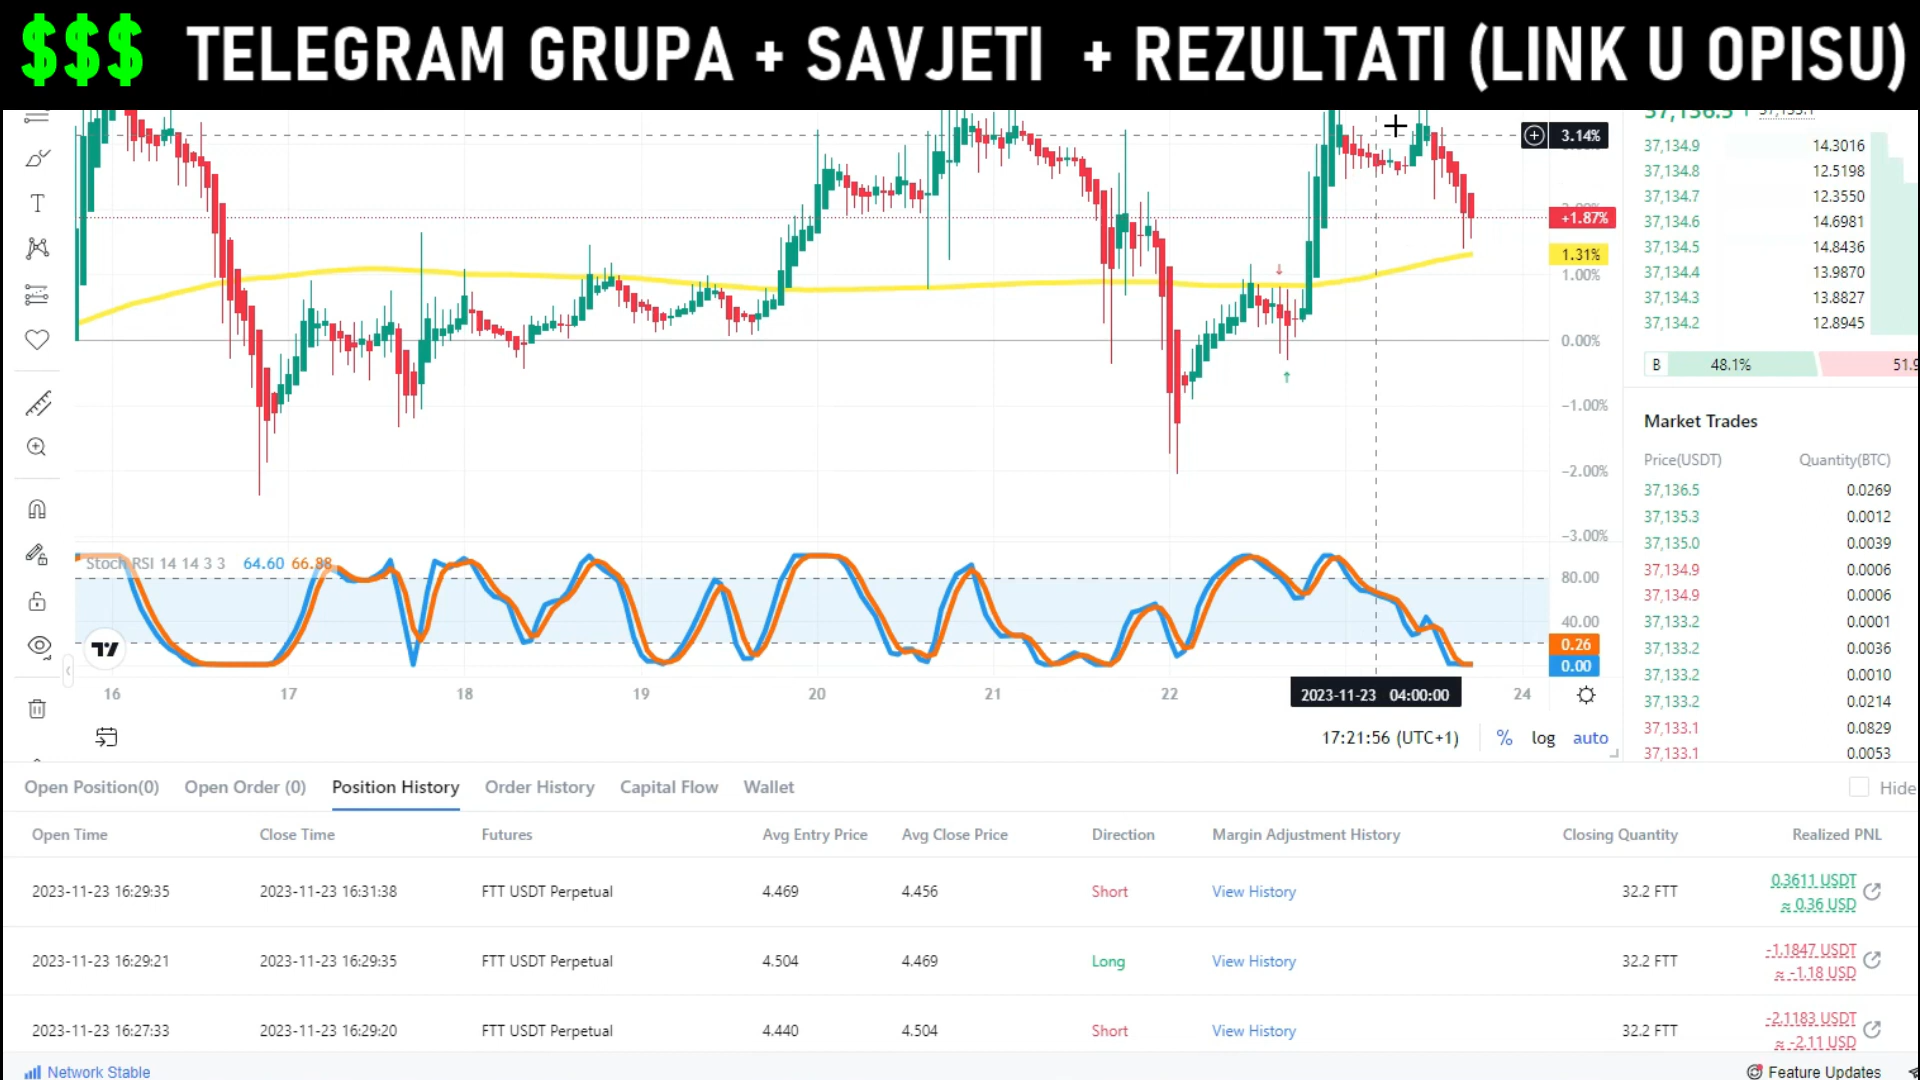 $$$ TELEGRAM GRUPA + SAVJETI + REZULTATI (LINK U OPISU)
3.14%
+1.87%
1.31%
1.00%
0.00%
-1.00%
-2.00%
-3.00%
Stoch RSI 14 14 3 3 64.60 66.88
80.00
40.00
0.26
0.00
16 17 18 19 20 21 22 2023-11-23 04:00:00 24
17:21:56 (UTC+1) % log auto
37,136.5
37,134.9 14.3016
37,134.8 12.5198
37,134.7 12.3550
37,134.6 14.6981
37,134.5 14.8436
37,134.4 13.9870
37,134.3 13.8827
37,134.2 12.8945
B 48.1% 51.9
Market Trades
Price(USDT) Quantity(BTC)
37,136.5 0.0269
37,135.3 0.0012
37,135.0 0.0039
37,134.9 0.0006
37,134.9 0.0006
37,133.2 0.0001
37,133.2 0.0036
37,133.2 0.0010
37,133.2 0.0214
37,133.1 0.0829
37,133.1 0.0053
Open Position(0) Open Order (0) Position History Order History Capital Flow Wallet Hide
Open Time Close Time Futures Avg Entry Price Avg Close Price Direction Margin Adjustment History Closing Quantity Realized PNL
2023-11-23 16:29:35 2023-11-23 16:31:38 FTT USDT Perpetual 4.469 4.456 Short View History 32.2 FTT 0.3611 USDT
≈ 0.36 USD
2023-11-23 16:29:21 2023-11-23 16:29:35 FTT USDT Perpetual 4.504 4.469 Long View History 32.2 FTT -1.1847 USDT
≈ -1.18 USD
2023-11-23 16:27:33 2023-11-23 16:29:20 FTT USDT Perpetual 4.440 4.504 Short View History 32.2 FTT -2.1183 USDT
≈ -2.11 USD
Network Stable Feature Updates